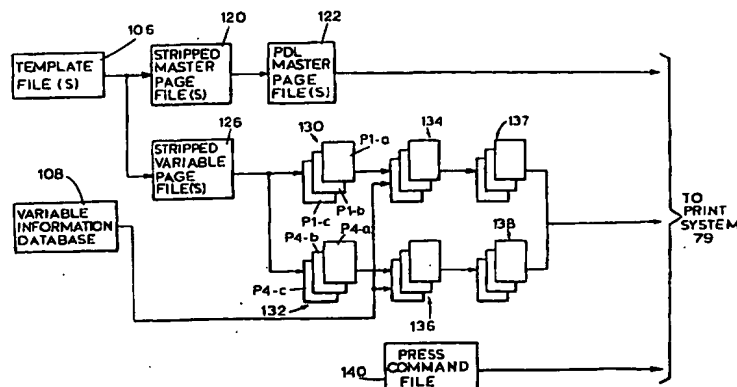 106
TEMPLATE
FILE(S)
120
STRIPPED
MASTER
PAGE
FILE(S)
122
PDL
MASTER
PAGE
FILE(S)
126
STRIPPED
VARIABLE
PAGE
FILE(S)
130
P1-a
P1-b
P1-c
134
137
108
VARIABLE
INFORMATION
DATABASE
P4-b
P4-a
P4-c
132
136
138
TO
PRINT
SYSTEM
79
140
PRESS
COMMAND
FILE